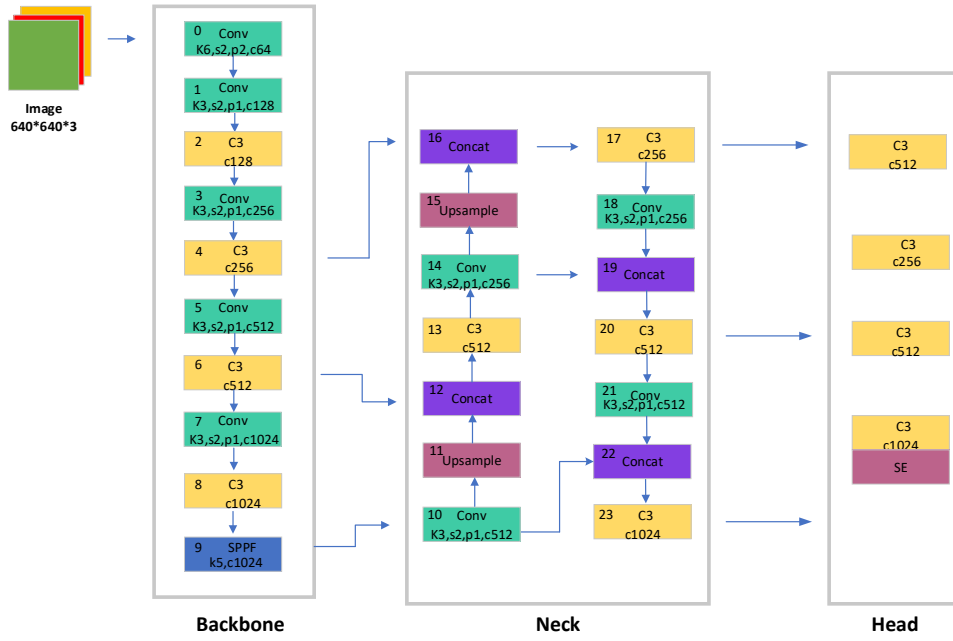 Image
640*640*3
0
Conv
K6,s2,p2,c64
1
Conv
K3,s2,p1,c128
2
C3
c128
3
Conv
K3,s2,p1,c256
4
C3
c256
5
Conv
K3,s2,p1,c512
6
C3
c512
7
Conv
K3,s2,p1,c1024
8
C3
c1024
9
SPPF
k5,c1024
Backbone
16
Concat
15
Upsample
14
Conv
K3,s2,p1,c256
13
C3
c512
12
Concat
11
Upsample
10
Conv
K3,s2,p1,c512
17
C3
c256
18
Conv
K3,s2,p1,c256
19
Concat
20
C3
c512
21
Conv
K3,s2,p1,c512
22
Concat
23
C3
c1024
Neck
C3
c512
C3
c256
C3
c512
C3
c1024
SE
Head